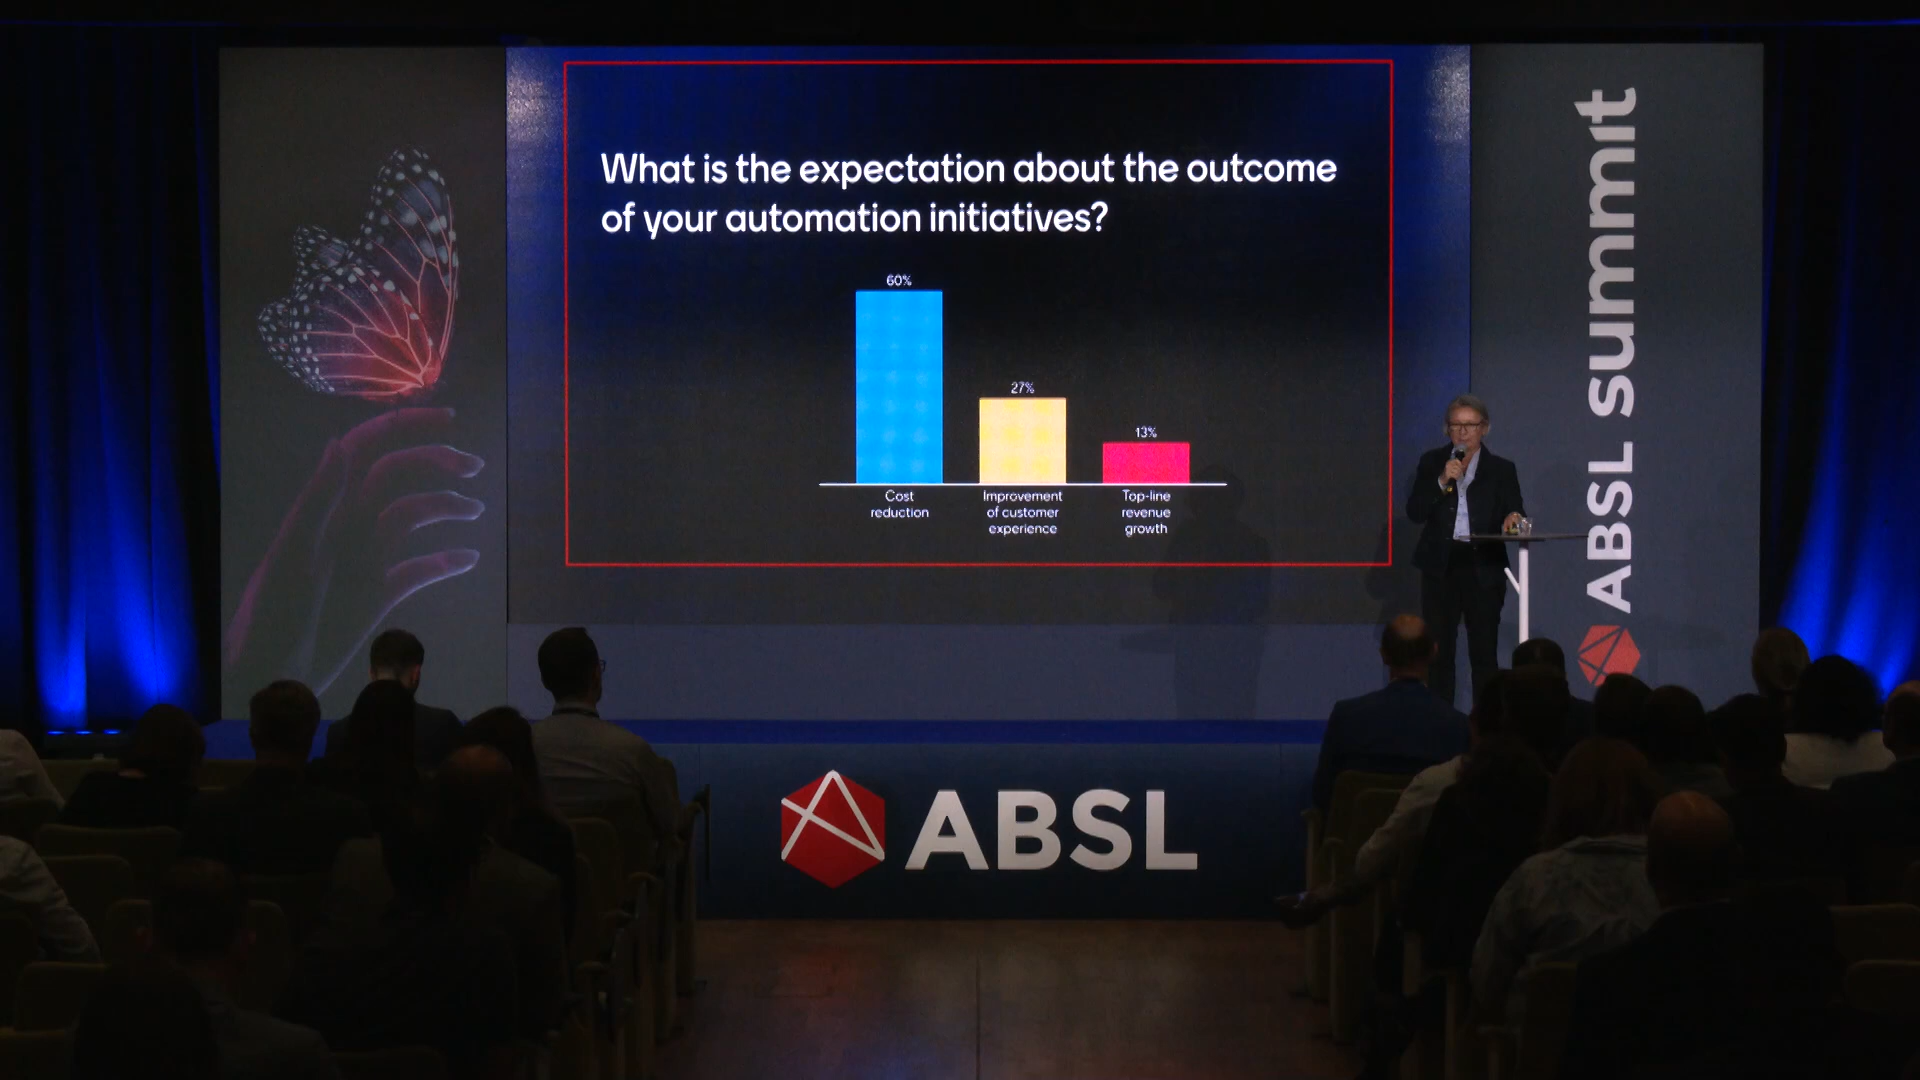 What is the expectation about the outcome
of your automation initiatives?
60%
27%
13%
Cost
reduction
Improvement
of customer
experience
Top-line
revenue
growth
ABSL summit
ABSL